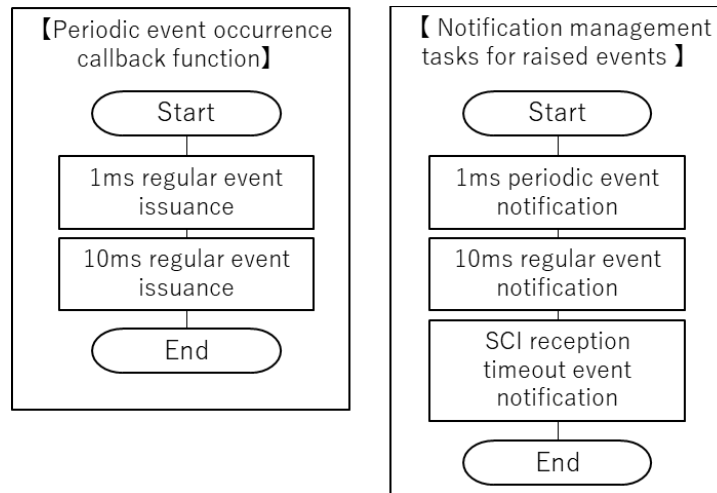 【Periodic event occurrence
callback function】
Start
1ms regular event
issuance
10ms regular event
issuance
End
【 Notification management
tasks for raised events 】
Start
1ms periodic event
notification
10ms regular event
notification
SCI reception
timeout event
notification
End